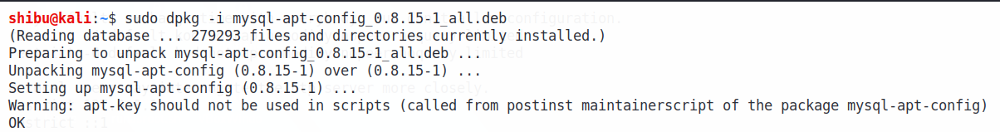 shibu@kali:~$ sudo dpkg -i mysql-apt-config_0.8.15-1_all.deb
(Reading database ... 279293 files and directories currently installed.)
Preparing to unpack mysql-apt-config_0.8.15-1_all.deb ...
Unpacking mysql-apt-config (0.8.15-1) over (0.8.15-1) ...
Setting up mysql-apt-config (0.8.15-1) ...
Warning: apt-key should not be used in scripts (called from postinst maintainerscript of the package mysql-apt-config)
OK